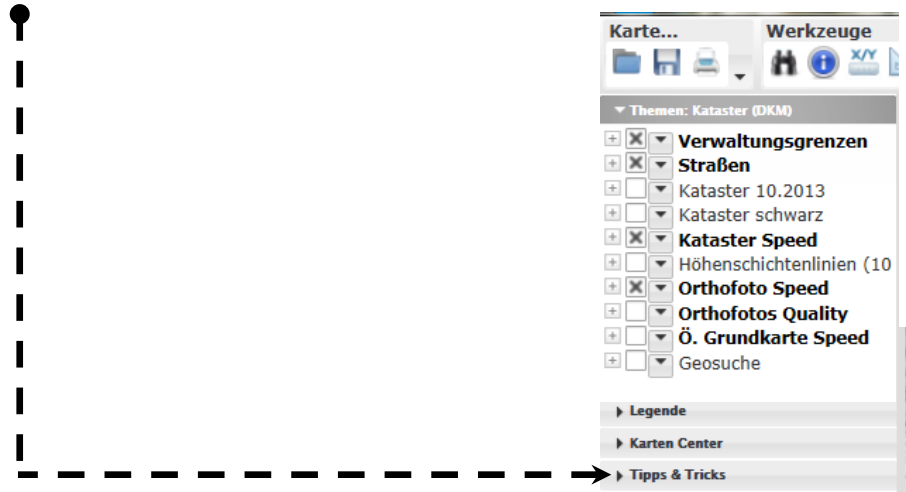 Karte... Werkzeuge
X/Y
Themen: Kataster (DKM)
Verwaltungsgrenzen
Straßen
Kataster 10.2013
Kataster schwarz
Kataster Speed
Höhenschichtenlinien (10
Orthofoto Speed
Orthofotos Quality
Ö. Grundkarte Speed
Geosuche
Legende
Karten Center
Tipps & Tricks